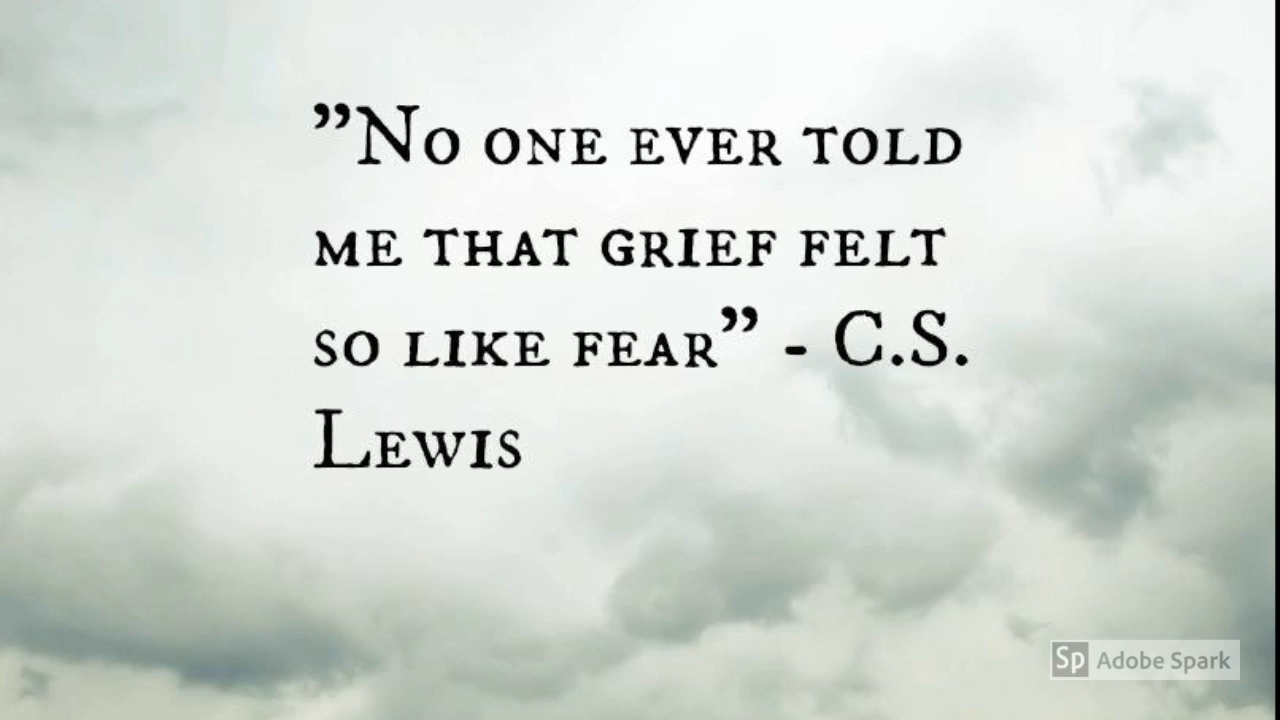 ”No one ever told
me that grief felt
so like fear” - C.S.
Lewis
Sp Adobe Spark